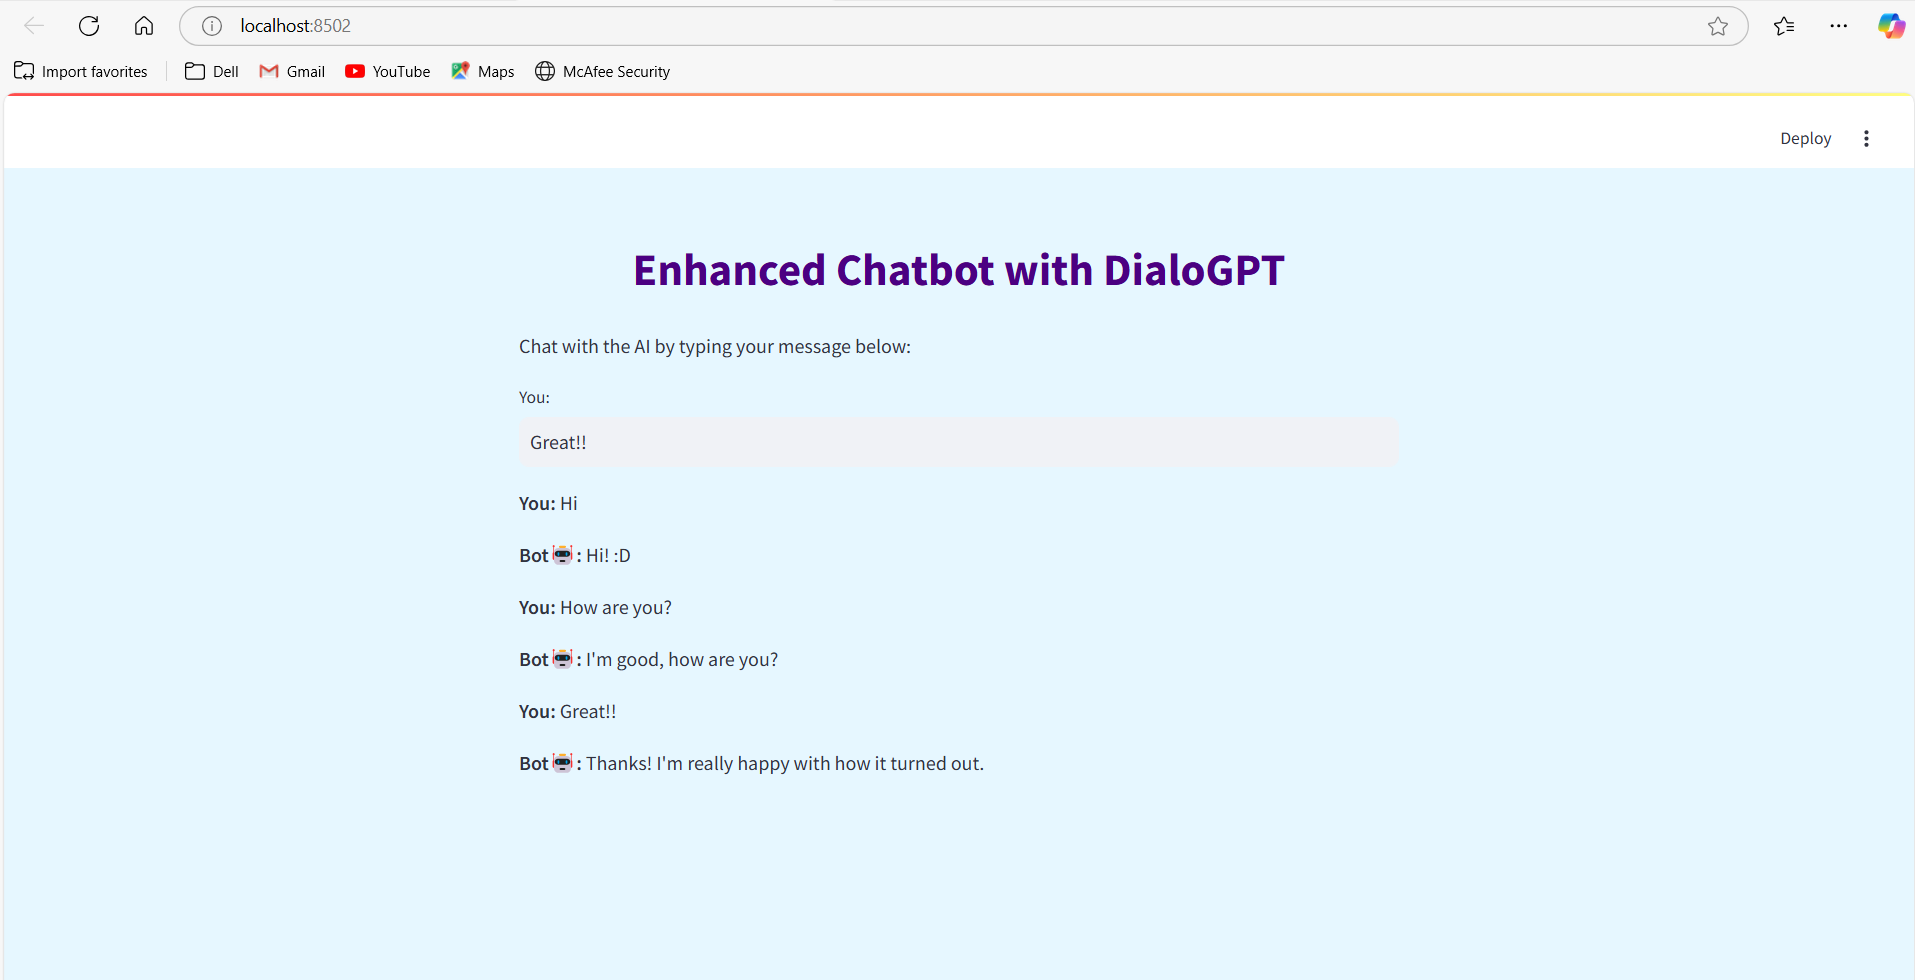 localhost:8502
Import favorites Dell Gmail YouTube Maps McAfee Security
Deploy
Enhanced Chatbot with DialoGPT
Chat with the AI by typing your message below:
You:
Great!!
You: Hi
Bot🤖: Hi! :D
You: How are you?
Bot🤖: I'm good, how are you?
You: Great!!
Bot🤖: Thanks! I'm really happy with how it turned out.